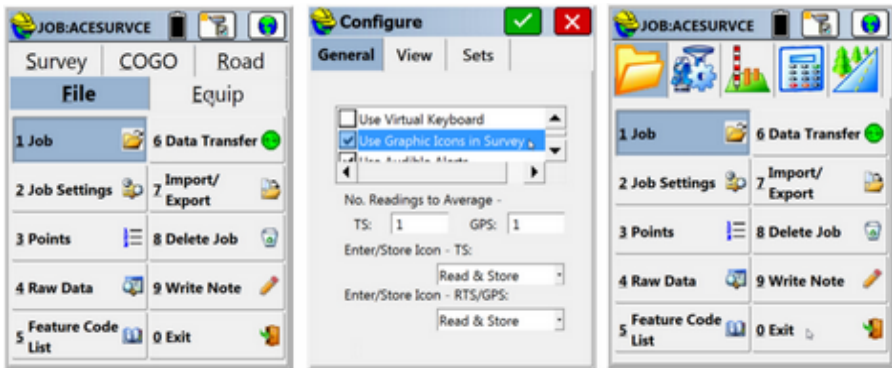 JOB:ACESURVCE
Survey COGO Road
File Equip
1 Job
6 Data Transfer
2 Job Settings
7 Import/
Export
3 Points
8 Delete Job
4 Raw Data
9 Write Note
5 Feature Code
List
0 Exit
Configure
General View Sets
Use Virtual Keyboard
Use Graphic Icons in Survey
Use Audible Alerts
No. Readings to Average -
TS: 1 GPS: 1
Enter/Store Icon - TS:
Read & Store
Enter/Store Icon - RTS/GPS:
Read & Store
JOB:ACESURVCE
1 Job
6 Data Transfer
2 Job Settings
7 Import/
Export
3 Points
8 Delete Job
4 Raw Data
9 Write Note
5 Feature Code
List
0 Exit